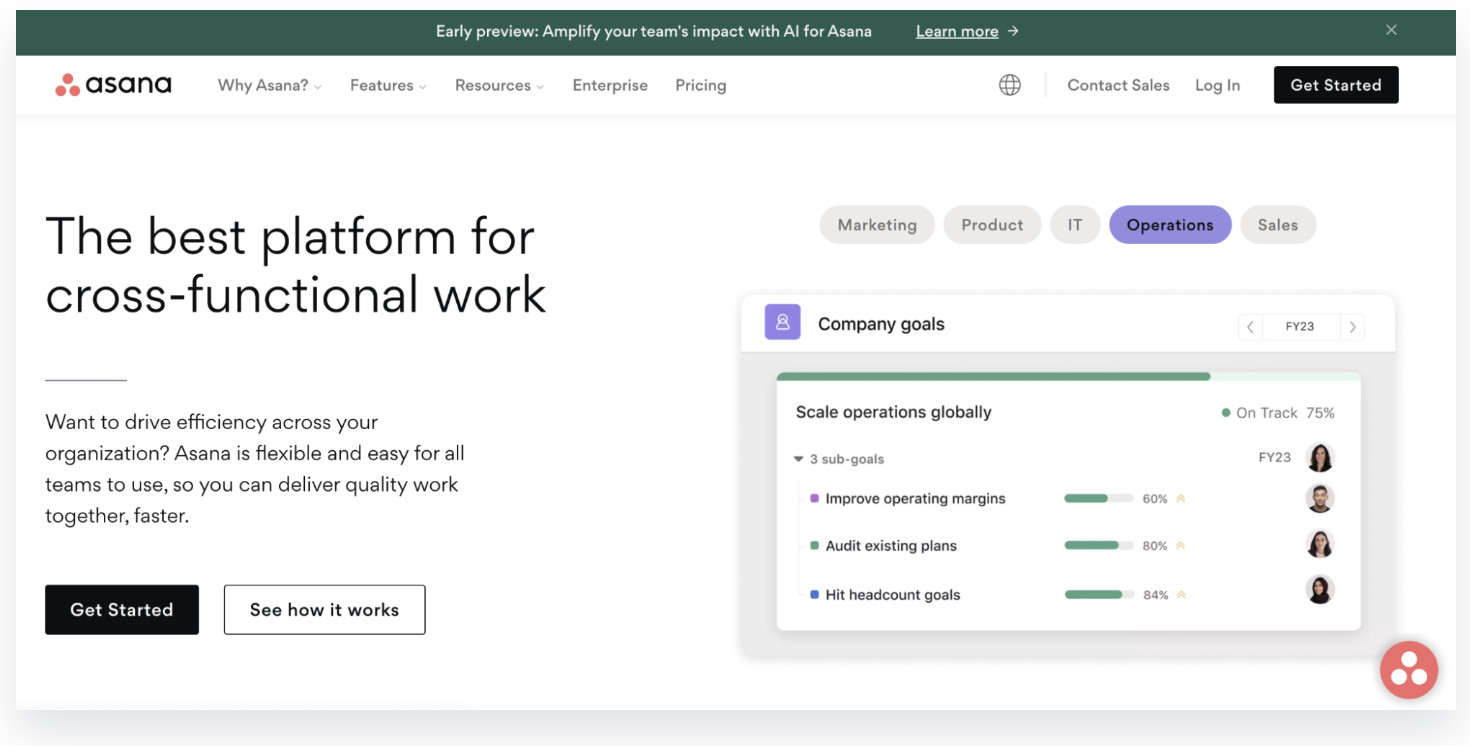 Early preview: Amplify your team's impact with AI for Asana Learn more →
asana Why Asana? Features Resources Enterprise Pricing Contact Sales Log In Get Started
The best platform for
cross-functional work
Want to drive efficiency across your
organization? Asana is flexible and easy for all
teams to use, so you can deliver quality work
together, faster.
Get Started See how it works
Marketing Product IT Operations Sales
Company goals FY23
Scale operations globally On Track 75%
3 sub-goals FY23
Improve operating margins 60%
Audit existing plans 80%
Hit headcount goals 84%